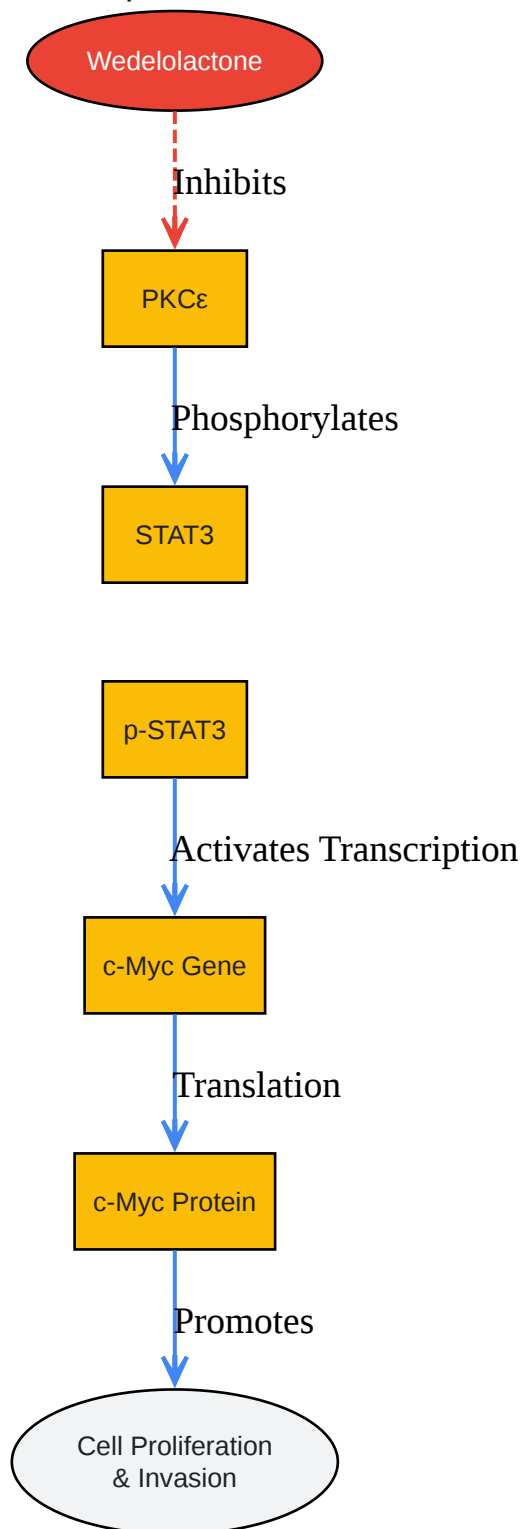 Wedelolactone
Inhibits
PKCε
Phosphorylates
STAT3
p-STAT3
Activates Transcription
c-Myc Gene
Translation
c-Myc Protein
Promotes
Cell Proliferation
& Invasion